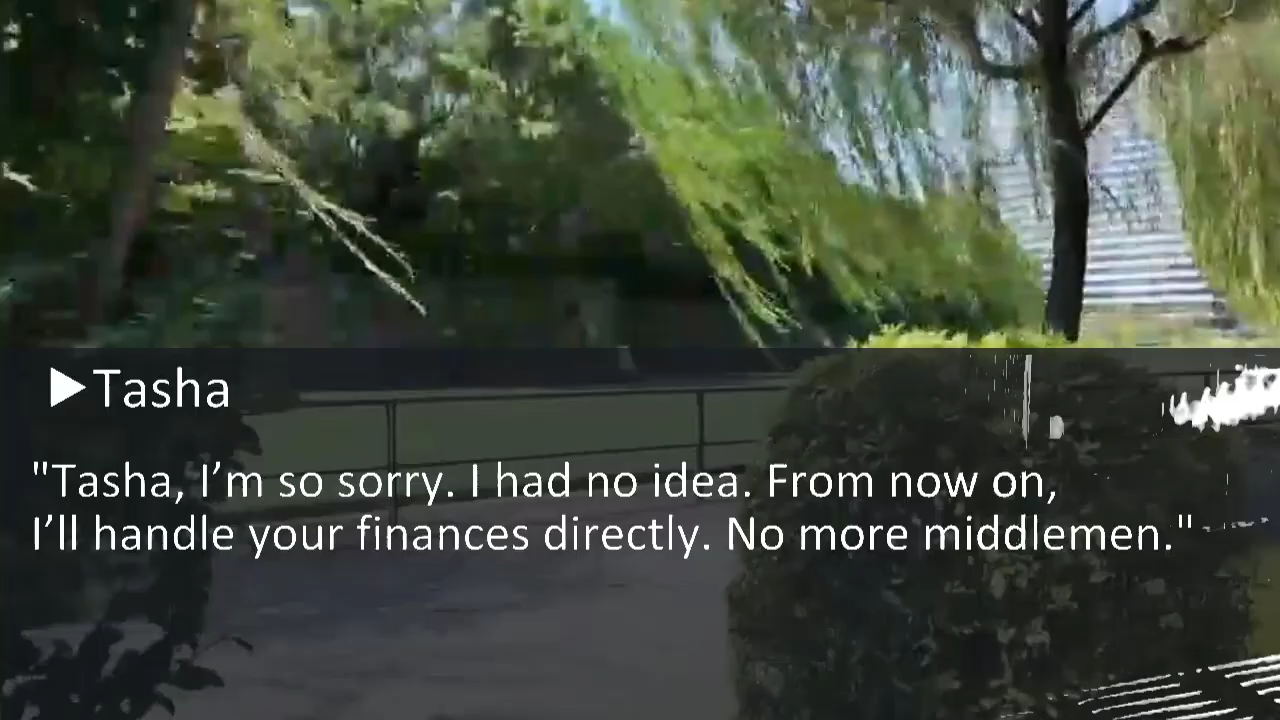 ▶Tasha
"Tasha, I’m so sorry. I had no idea. From now on,
I’ll handle your finances directly. No more middlemen."